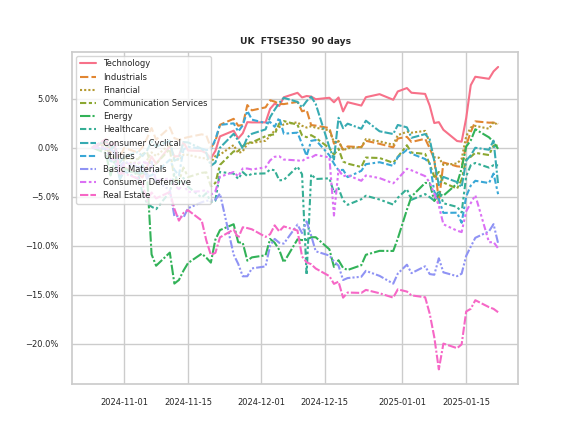 UK FTSE350 90 days
Technology
Industrials
Financial
Communication Services
Energy
Healthcare
Consumer Cyclical
Utilities
Basic Materials
Consumer Defensive
Real Estate
5.0%
0.0%
−5.0%
−10.0%
−15.0%
−20.0%
2024-11-01 2024-11-15 2024-12-01 2024-12-15 2025-01-01 2025-01-15